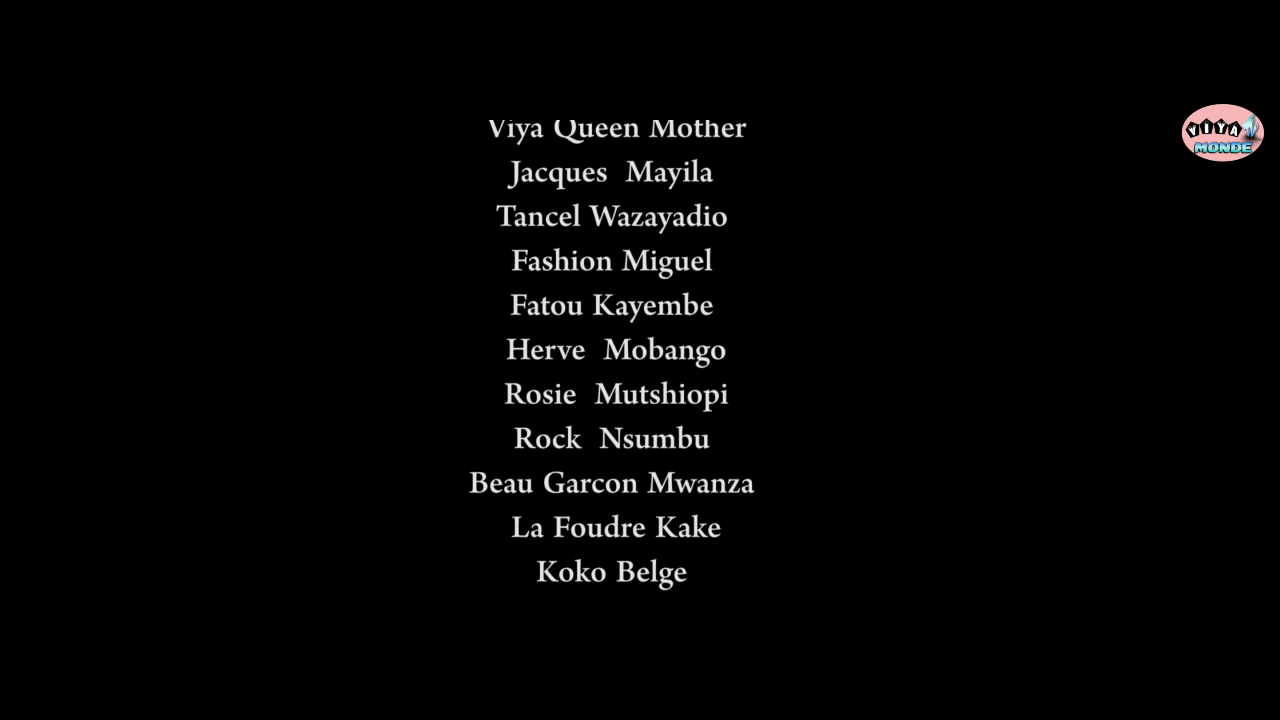 Viya Queen Mother
Jacques Mayila
Tancel Wazayadio
Fashion Miguel
Fatou Kayembe
Herve Mobango
Rosie Mutshiopi
Rock Nsumbu
Beau Garcon Mwanza
La Foudre Kake
Koko Belge
VIYA
MONDE